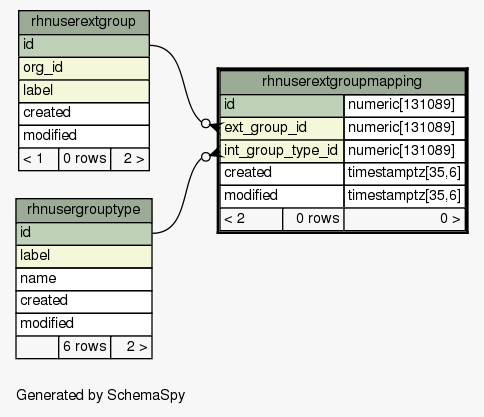 rhnuserextgroup
id
org_id
label
created
modified
< 1 0 rows 2 >
rhnuserextgroupmapping
id numeric[131089]
ext_group_id numeric[131089]
int_group_type_id numeric[131089]
created timestamptz[35,6]
modified timestamptz[35,6]
< 2 0 rows 0 >
rhnusergrouptype
id
label
name
created
modified
6 rows 2 >
Generated by SchemaSpy